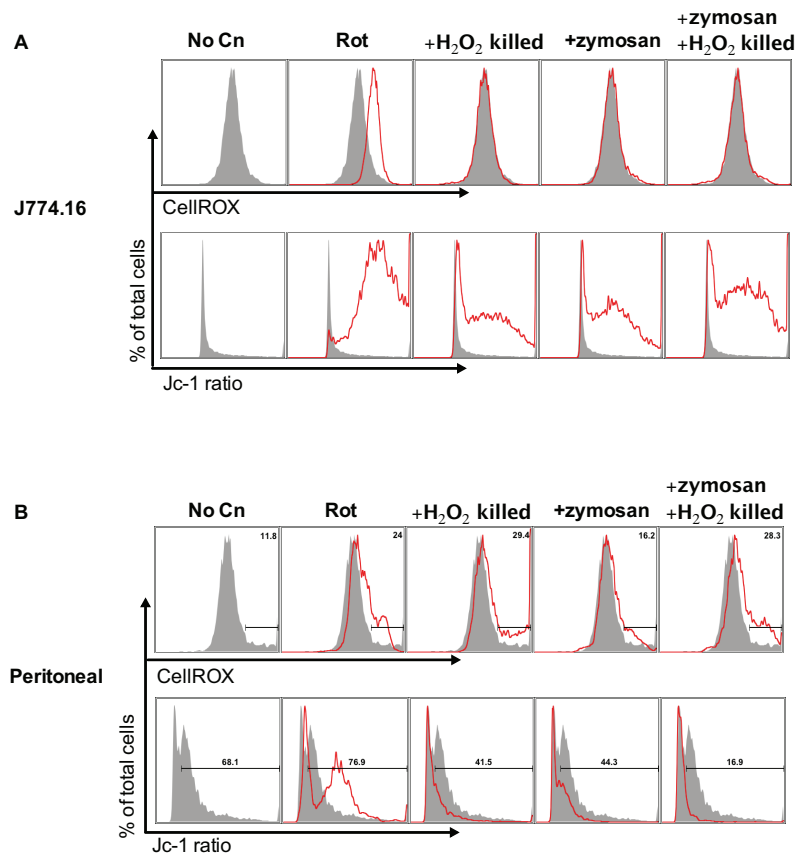 A
No Cn Rot +H₂O₂ killed +zymosan +zymosan +H₂O₂ killed
J774.16
% of total cells
CellROX
Jc-1 ratio
B
No Cn Rot +H₂O₂ killed +zymosan +zymosan +H₂O₂ killed
11.8 24 29.4 16.2 28.3
Peritoneal
% of total cells
CellROX
68.1 76.9 41.5 44.3 16.9
Jc-1 ratio